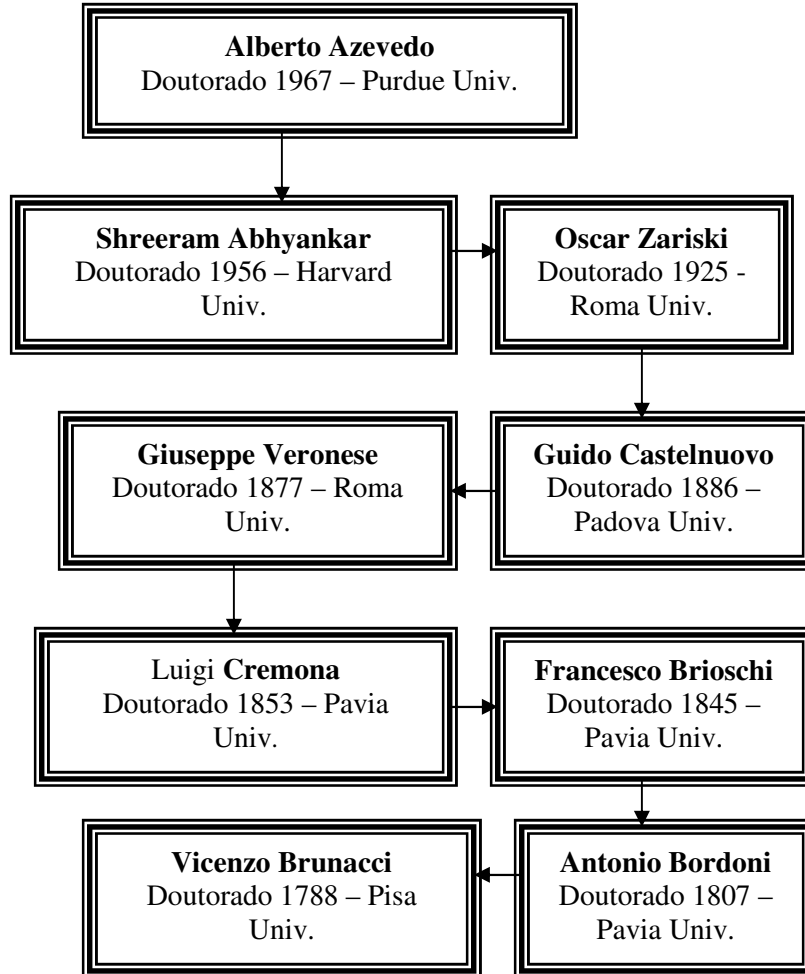 Alberto Azevedo
Doutorado 1967 – Purdue Univ.
Shreeram Abhyankar
Doutorado 1956 – Harvard
Univ.
Oscar Zariski
Doutorado 1925 -
Roma Univ.
Giuseppe Veronese
Doutorado 1877 – Roma
Univ.
Guido Castelnuovo
Doutorado 1886 –
Padova Univ.
Luigi Cremona
Doutorado 1853 – Pavia
Univ.
Francesco Brioschi
Doutorado 1845 –
Pavia Univ.
Vicenzo Brunacci
Doutorado 1788 – Pisa
Univ.
Antonio Bordoni
Doutorado 1807 –
Pavia Univ.